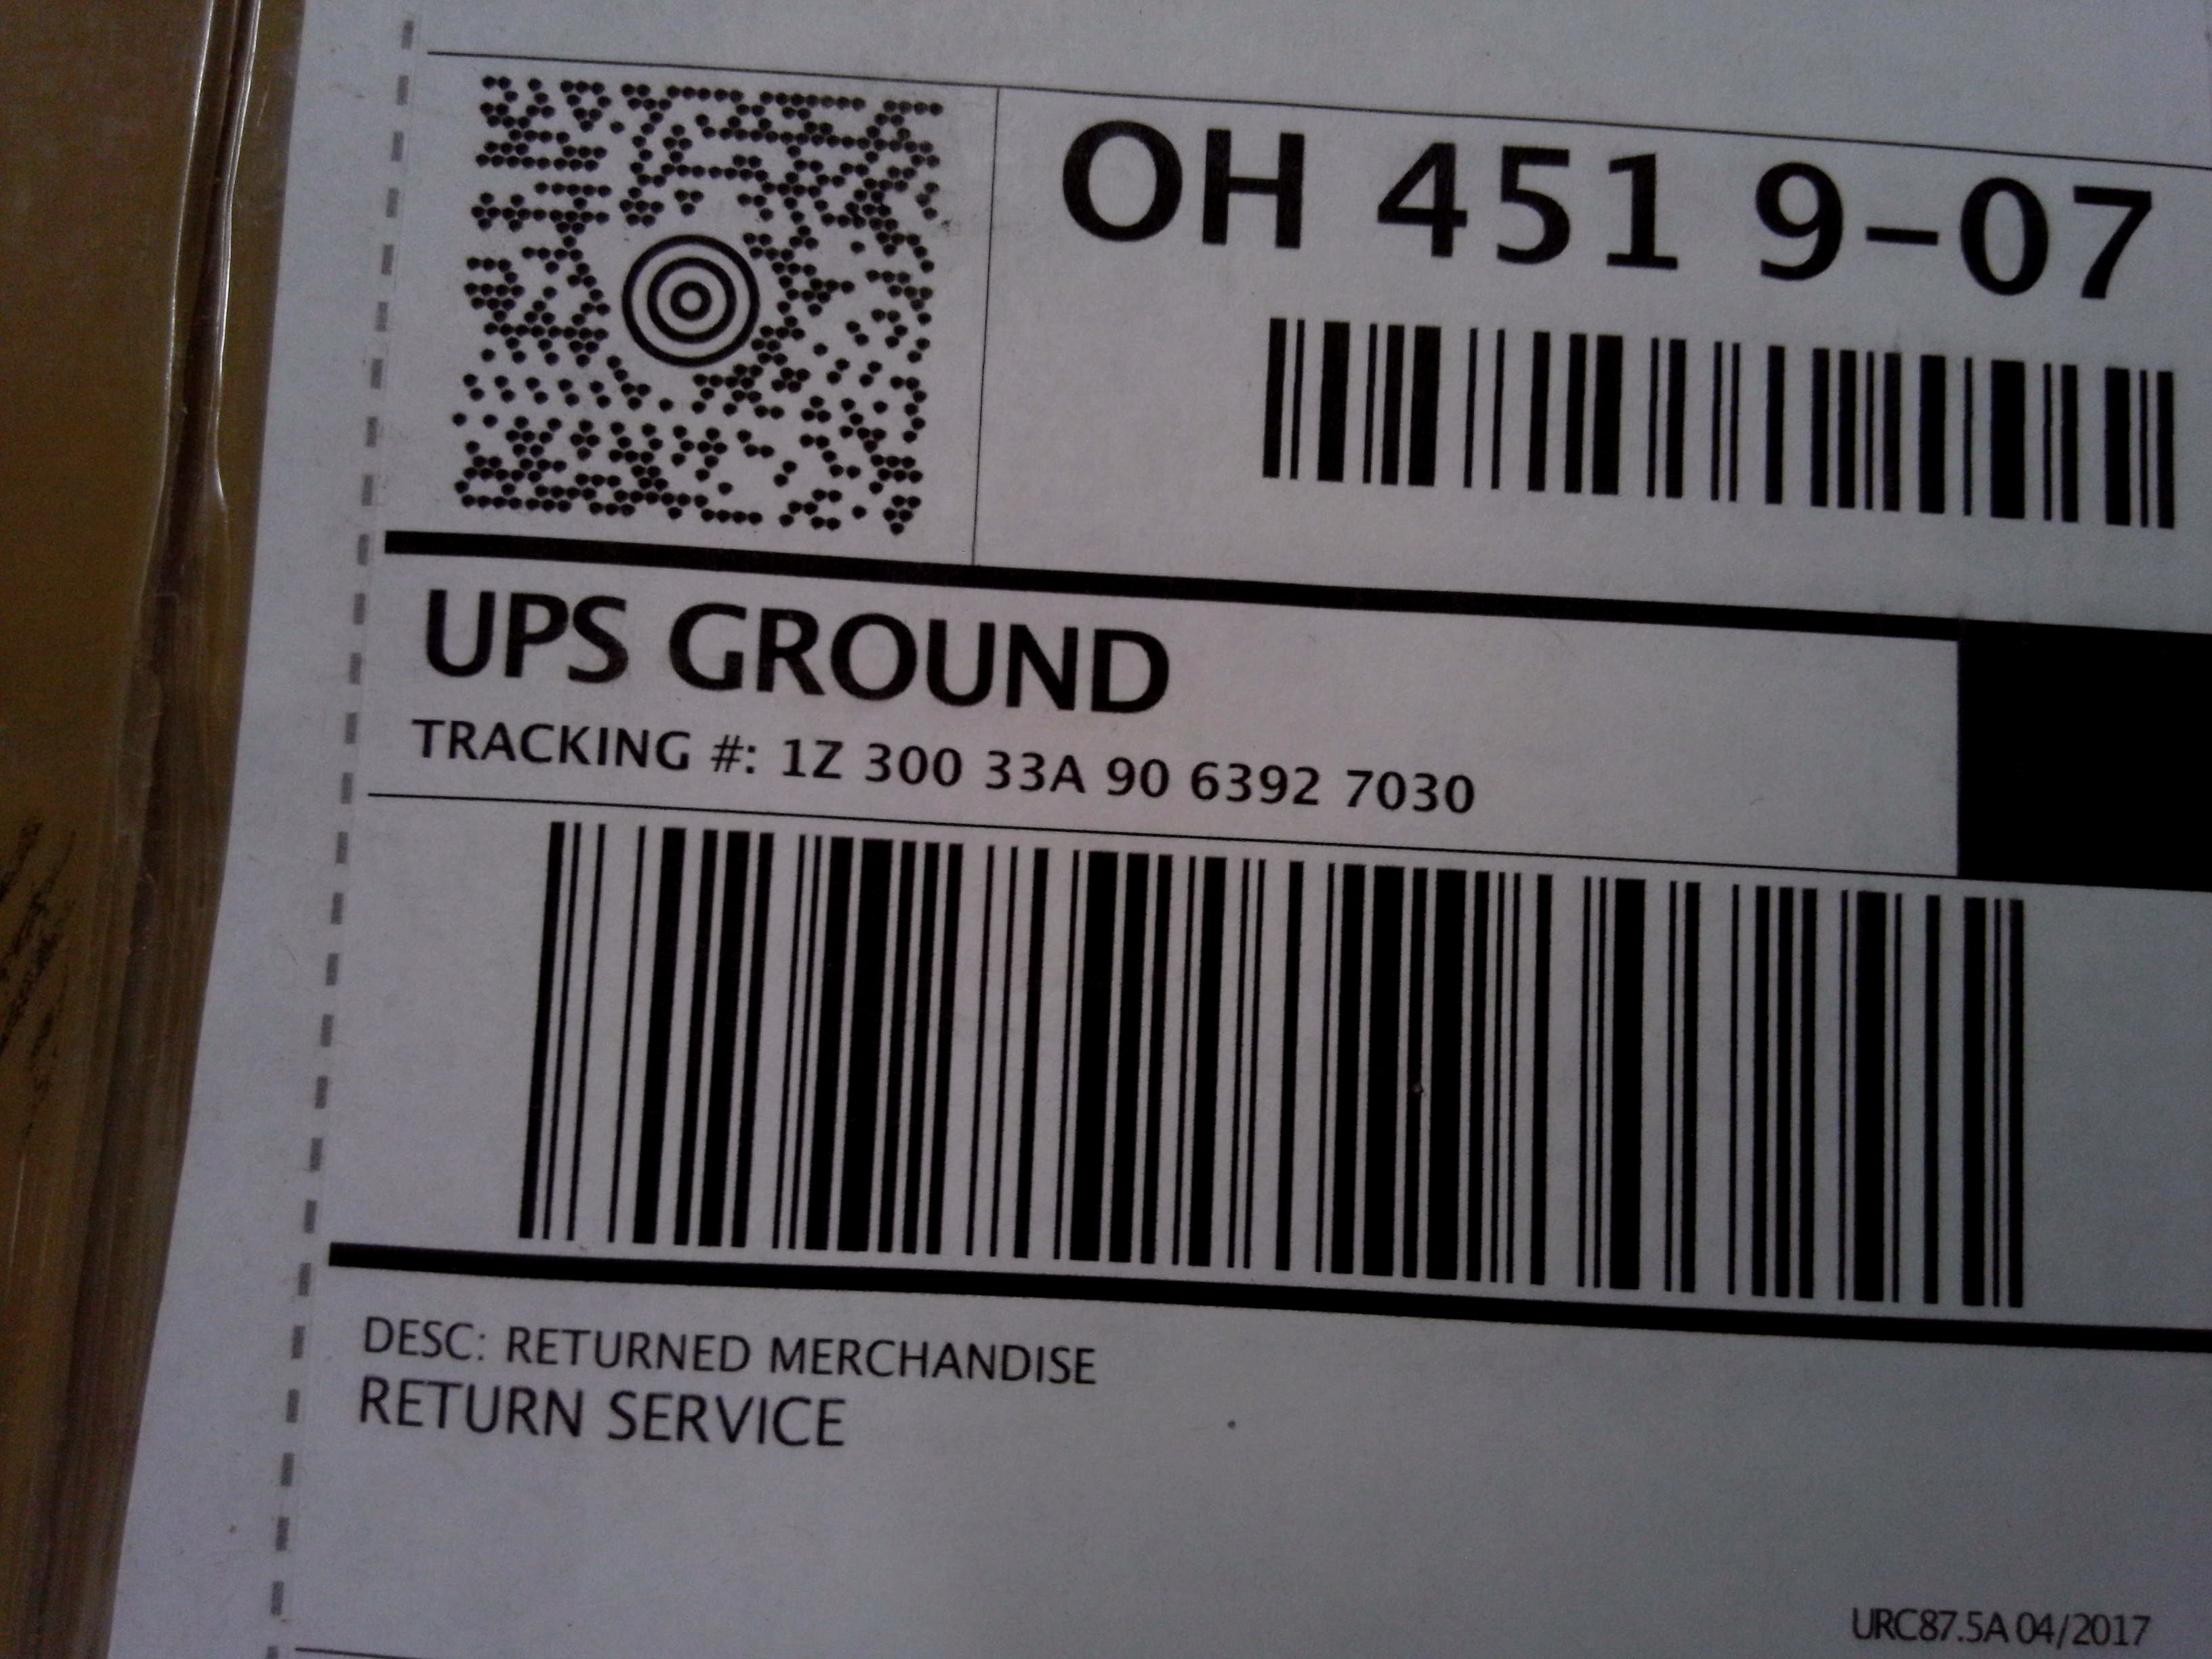 OH 451 9-07
UPS GROUND
TRACKING #: 1Z 300 33A 90 6392 7030
DESC: RETURNED MERCHANDISE
RETURN SERVICE
URC87.5A 04/2017